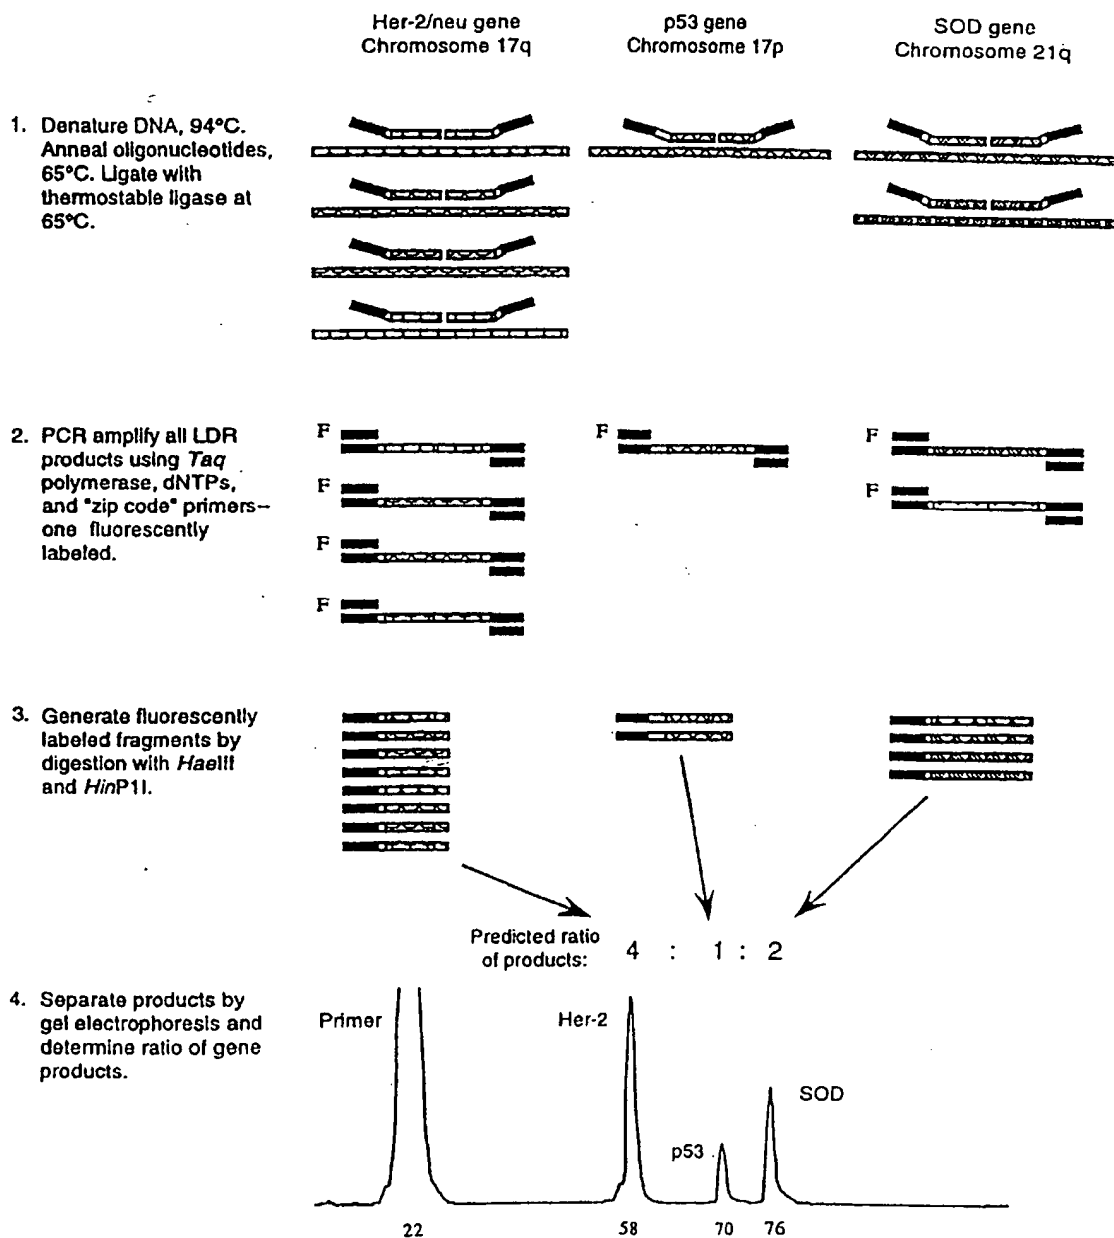 Her-2/neu gene
Chromosome 17q
p53 gene
Chromosome 17p
SOD gene
Chromosome 21q
1. Denature DNA, 94°C.
Anneal oligonucleotides,
65°C. Ligate with
thermostable ligase at
65°C.
2. PCR amplify all LDR
products using Taq
polymerase, dNTPs,
and "zip code" primers--
one fluorescently
labeled.
F
F
F
F
F
F
F
3. Generate fluorescently
labeled fragments by
digestion with HaeIII
and HinP1I.
Predicted ratio
of products:
4 : 1 : 2
4. Separate products by
gel electrophoresis and
determine ratio of gene
products.
Primer
Her-2
p53
SOD
22
58
70
76